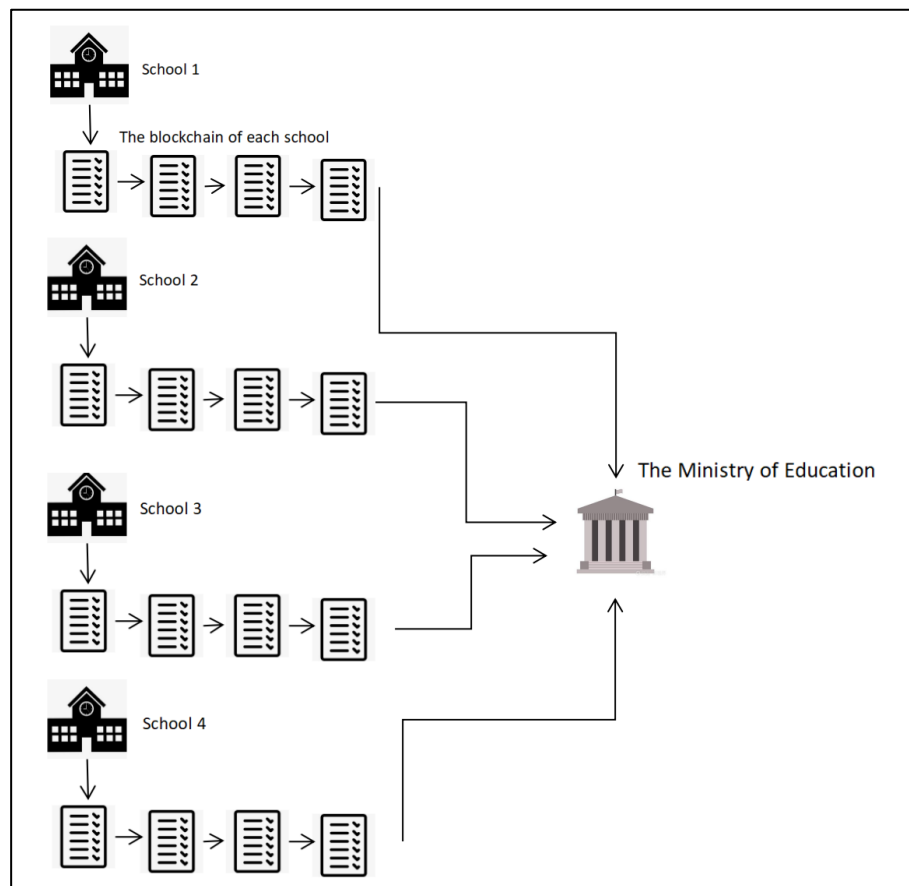 School 1
The blockchain of each school
School 2
The Ministry of Education
School 3
School 4